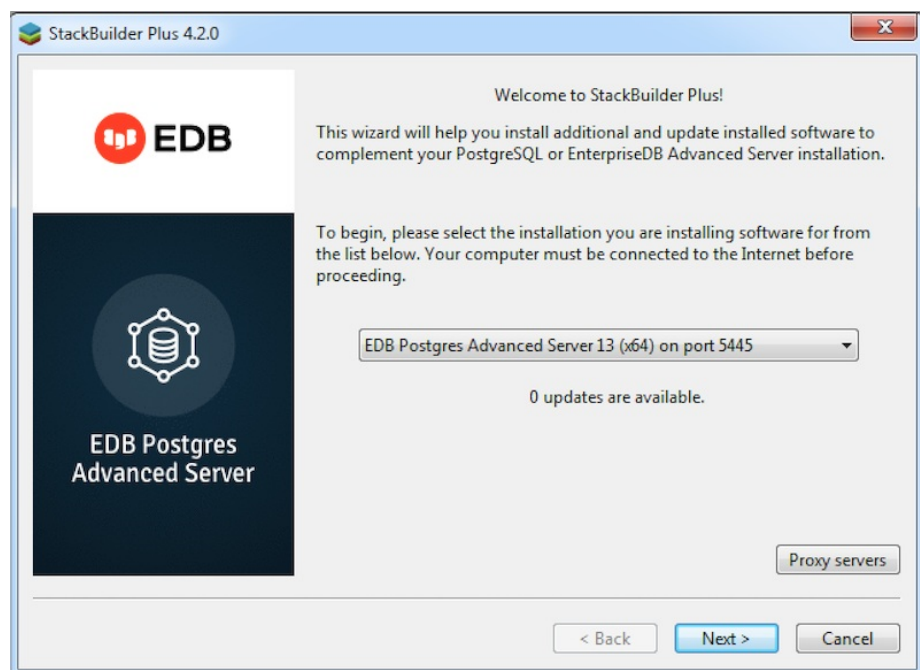 StackBuilder Plus 4.2.0
EDB
EDB Postgres
Advanced Server
Welcome to StackBuilder Plus!
This wizard will help you install additional and update installed software to
complement your PostgreSQL or EnterpriseDB Advanced Server installation.
To begin, please select the installation you are installing software for from
the list below. Your computer must be connected to the Internet before
proceeding.
EDB Postgres Advanced Server 13 (x64) on port 5445
0 updates are available.
Proxy servers
< Back Next > Cancel